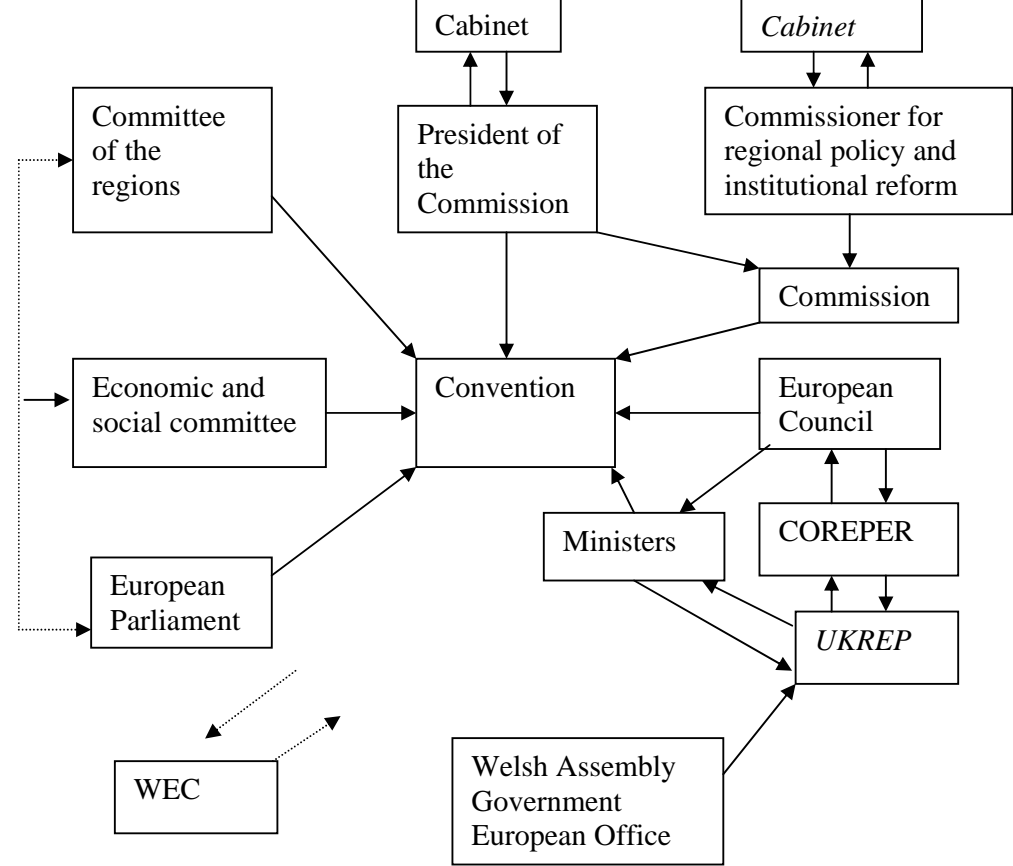 Cabinet
Cabinet
Committee
of the
regions
President of
the
Commission
Commissioner for
regional policy and
institutional reform
Commission
Economic and
social committee
Convention
European
Council
Ministers
COREPER
European
Parliament
UKREP
WEC
Welsh Assembly
Government
European Office